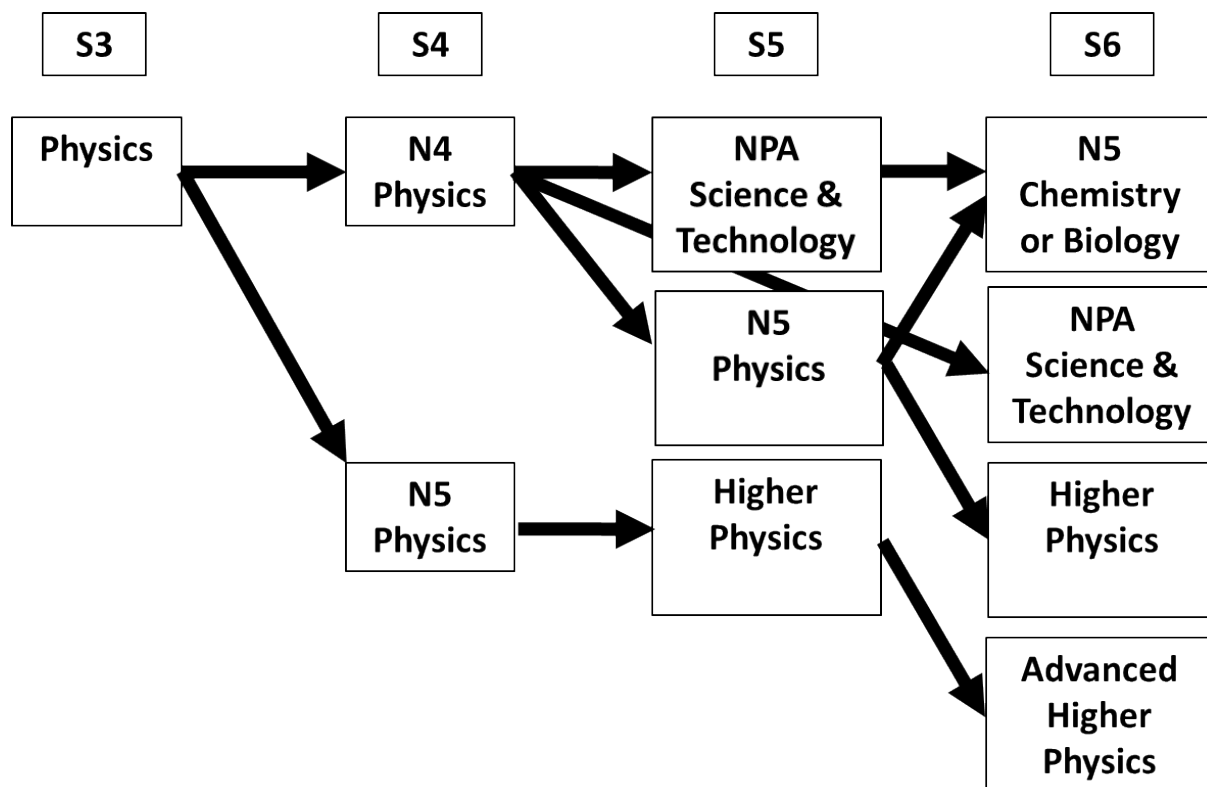 S3
S4
S5
S6
Physics
N4
Physics
NPA
Science &
Technology
N5
Chemistry
or Biology
N5
Physics
NPA
Science &
Technology
N5
Physics
Higher
Physics
Higher
Physics
Advanced
Higher
Physics